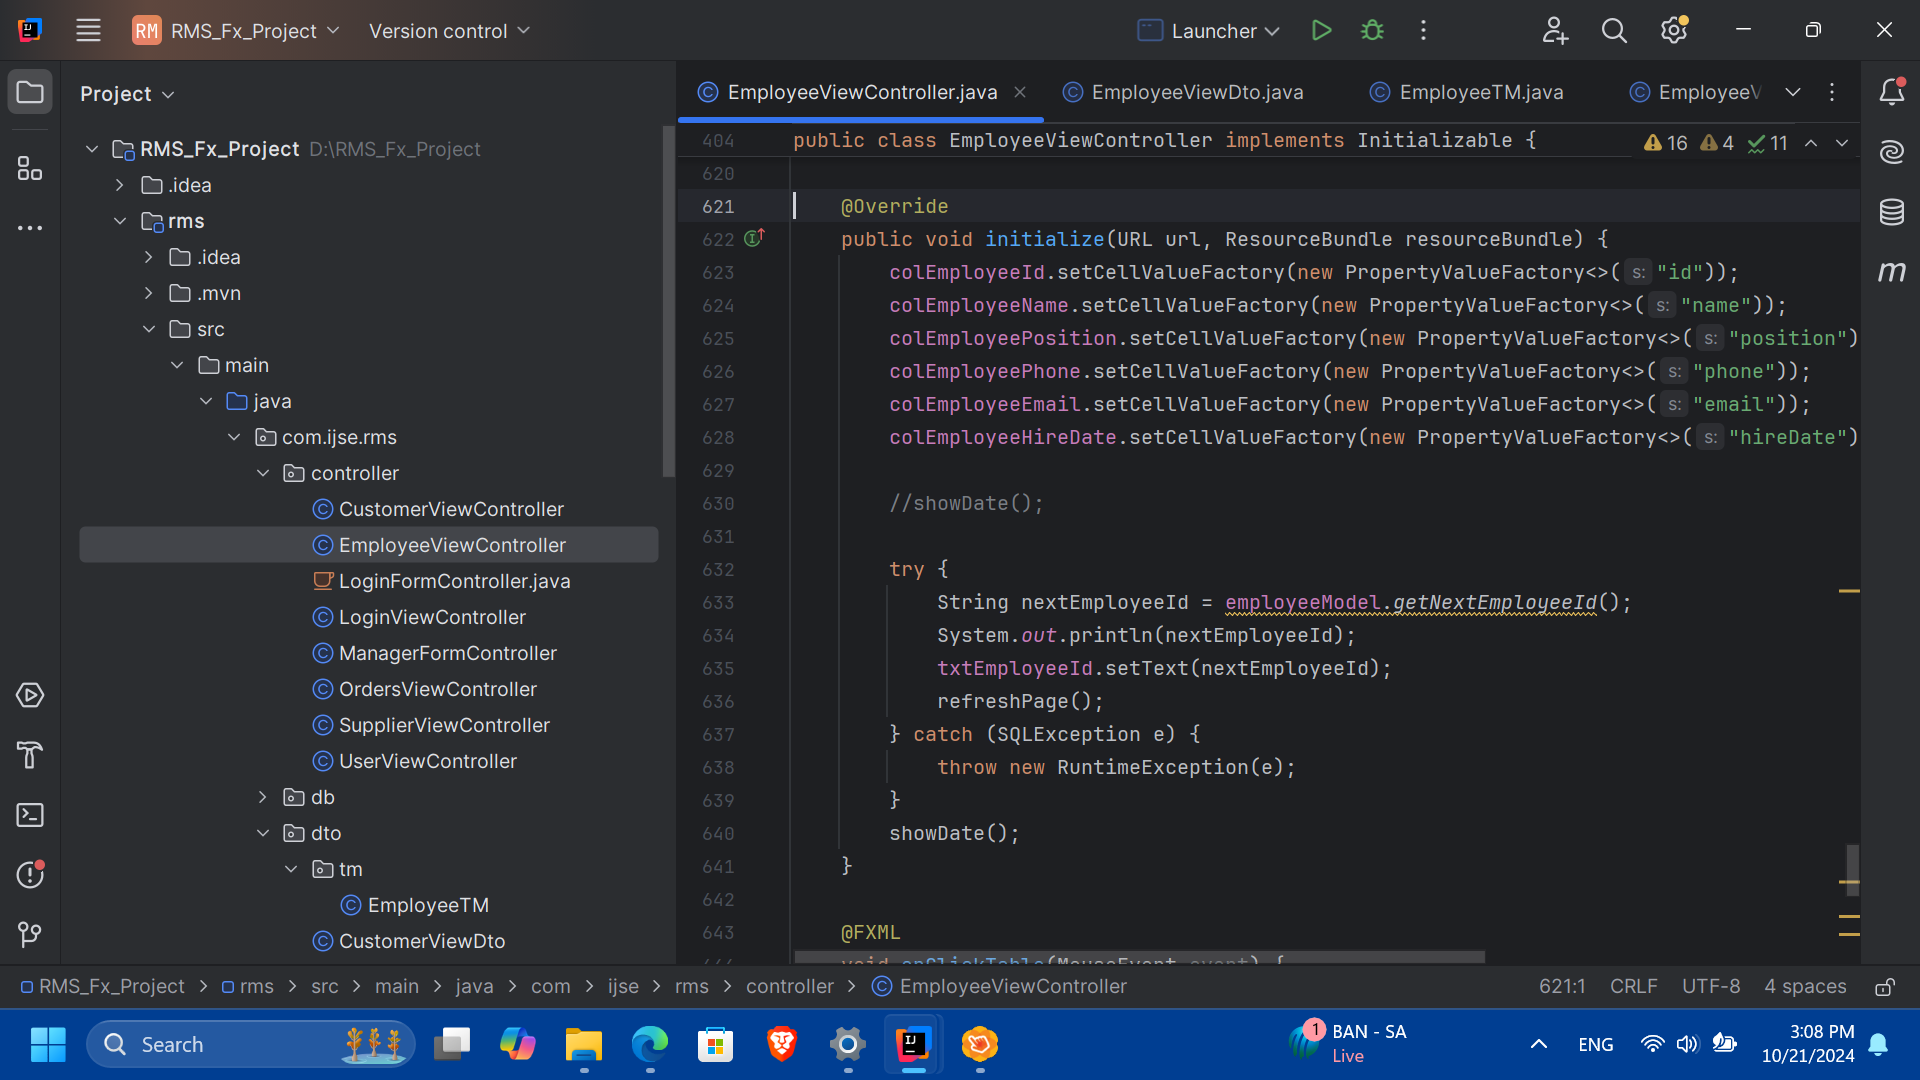 RM RMS_Fx_Project Version control Launcher
Project
EmployeeViewController.java EmployeeViewDto.java EmployeeTM.java EmployeeV
RMS_Fx_Project D:\RMS_Fx_Project
.idea
rms
.idea
.mvn
src
main
java
com.ijse.rms
controller
CustomerViewController
EmployeeViewController
LoginFormController.java
LoginViewController
ManagerFormController
OrdersViewController
SupplierViewController
UserViewController
db
dto
tm
EmployeeTM
CustomerViewDto
404 public class EmployeeViewController implements Initializable { 16 4 11
620
621 @Override
622 public void initialize(URL url, ResourceBundle resourceBundle) {
623 colEmployeeId.setCellValueFactory(new PropertyValueFactory<>( s: "id"));
624 colEmployeeName.setCellValueFactory(new PropertyValueFactory<>( s: "name"));
625 colEmployeePosition.setCellValueFactory(new PropertyValueFactory<>( s: "position")
626 colEmployeePhone.setCellValueFactory(new PropertyValueFactory<>( s: "phone"));
627 colEmployeeEmail.setCellValueFactory(new PropertyValueFactory<>( s: "email"));
628 colEmployeeHireDate.setCellValueFactory(new PropertyValueFactory<>( s: "hireDate")
629
630 //showDate();
631
632 try {
633 String nextEmployeeId = employeeModel.getNextEmployeeId();
634 System.out.println(nextEmployeeId);
635 txtEmployeeId.setText(nextEmployeeId);
636 refreshPage();
637 } catch (SQLException e) {
638 throw new RuntimeException(e);
639 }
640 showDate();
641 }
642
643 @FXML
void onClickTable(MouseEvent event) {
RMS_Fx_Project > rms > src > main > java > com > ijse > rms > controller > EmployeeViewController 621:1 CRLF UTF-8 4 spaces
Search
1 BAN - SA
Live
ENG
3:08 PM
10/21/2024